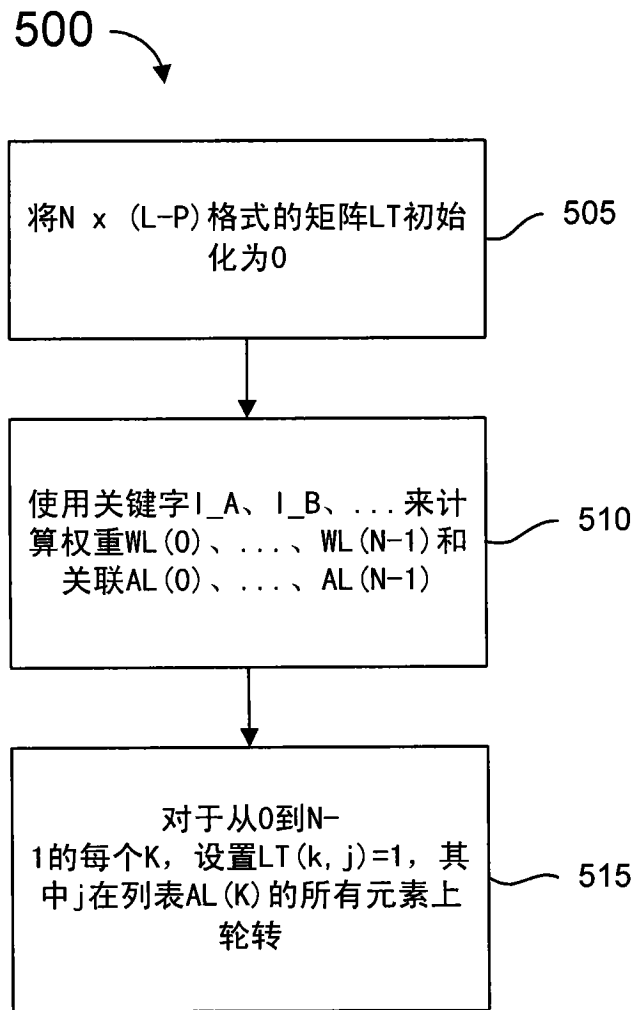 500
将N x (L-P)格式的矩阵LT初始
化为0
505
使用关键字I_A、I_B、...来计
算权重WL(0)、...、WL(N-1)和
关联AL(0)、...、AL(N-1)
510
对于从0到N-
1的每个K，设置LT(k,j)=1，其
中j在列表AL(K)的所有元素上
轮转
515